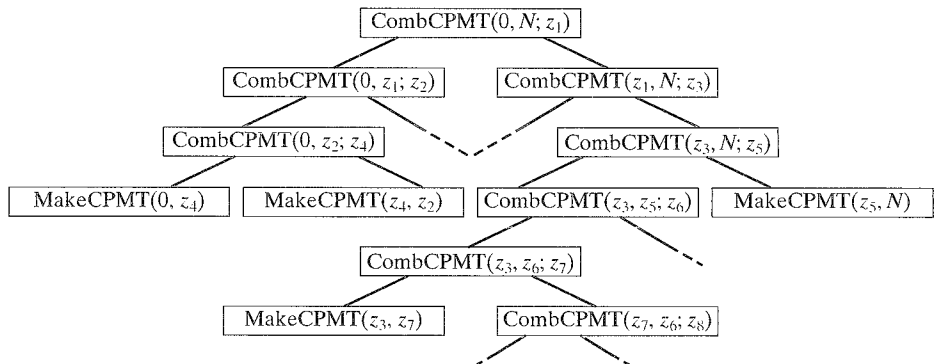 CombCPMT(0, N; z₁)
CombCPMT(0, z₁; z₂) CombCPMT(z₁, N; z₃)
CombCPMT(0, z₂; z₄) CombCPMT(z₃, N; z₅)
MakeCPMT(0, z₄) MakeCPMT(z₄, z₂) CombCPMT(z₃, z₅; z₆) MakeCPMT(z₅, N)
CombCPMT(z₃, z₆; z₇)
MakeCPMT(z₃, z₇) CombCPMT(z₇, z₆; z₈)